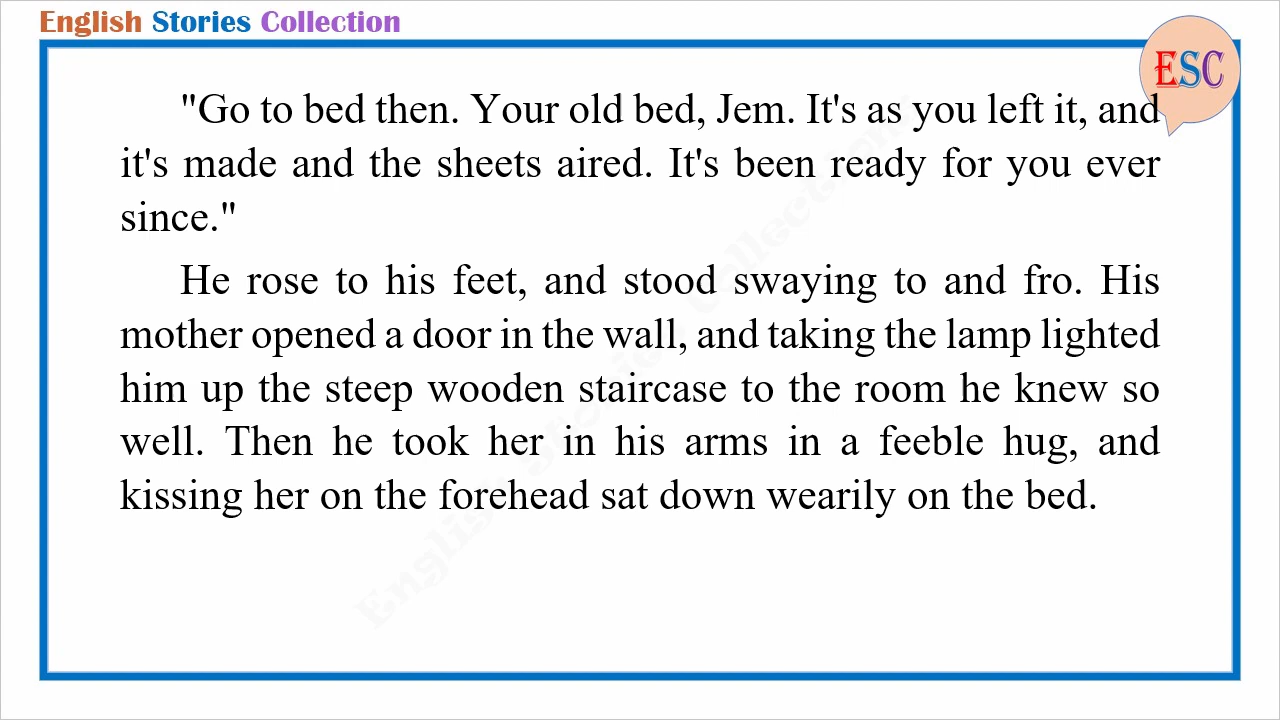 English Stories Collection
ESC
"Go to bed then. Your old bed, Jem. It's as you left it, and
it's made and the sheets aired. It's been ready for you ever
since."
He rose to his feet, and stood swaying to and fro. His
mother opened a door in the wall, and taking the lamp lighted
him up the steep wooden staircase to the room he knew so
well. Then he took her in his arms in a feeble hug, and
kissing her on the forehead sat down wearily on the bed.
English Stories Collections